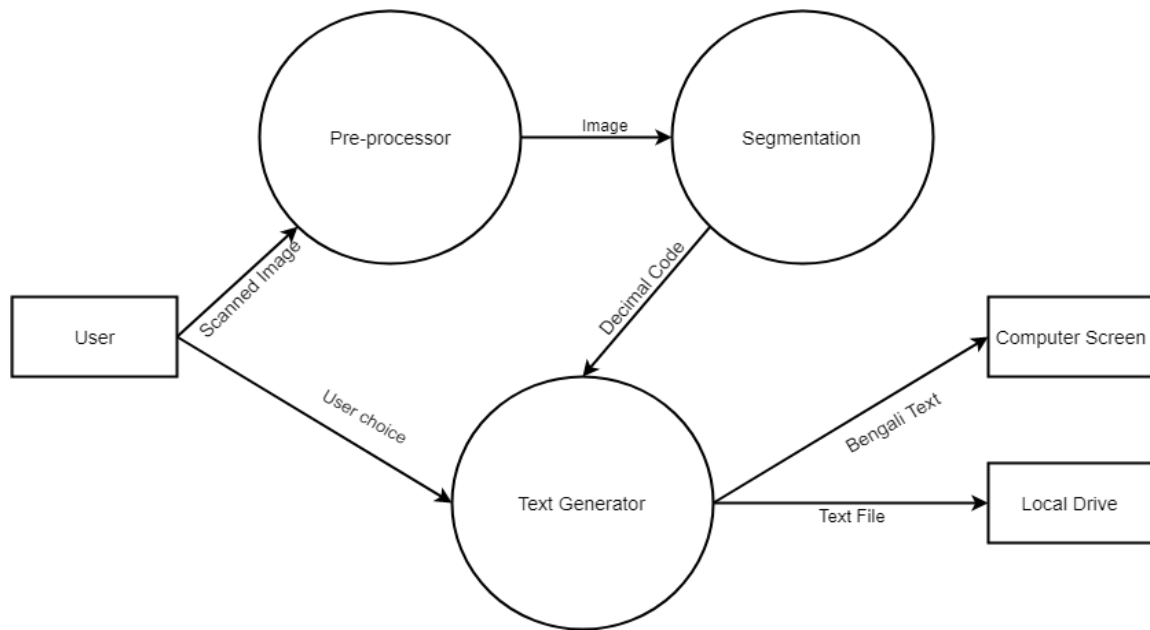 Pre-processor
Image
Segmentation
Scanned Image
Decimal Code
User
Computer Screen
User choice
Bengali Text
Text Generator
Text File
Local Drive